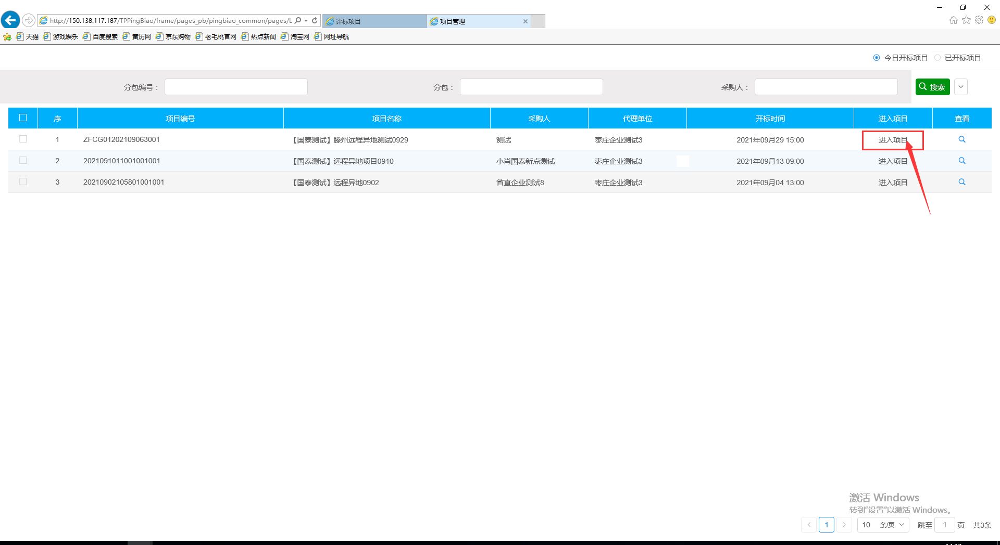 http://150.138.117.187/TPPingBiao/frame/pages_pb/pingbiao_common/pages/L
评标项目
项目管理
天猫 游戏娱乐 百度搜索 黄历网 京东购物 老毛桃官网 热点新闻 淘宝网 网址导航
今日开标项目 已开标项目
分包编号： 分包： 采购人： 搜索
序 项目编号 项目名称 采购人 代理单位 开标时间 进入项目 查看
1 ZFCG01202109063001 【国泰测试】滕州远程异地测试0929 测试 枣庄企业测试3 2021年09月29 15:00 进入项目
2 2021091011001001001 【国泰测试】远程异地项目0910 小肖国泰新点测试 枣庄企业测试3 2021年09月13 09:00 进入项目
3 20210902105801001001 【国泰测试】远程异地0902 省直企业测试8 枣庄企业测试3 2021年09月04 13:00 进入项目
激活 Windows
转到"设置"以激活 Windows。
1 10 条/页 跳至 1 页 共3条